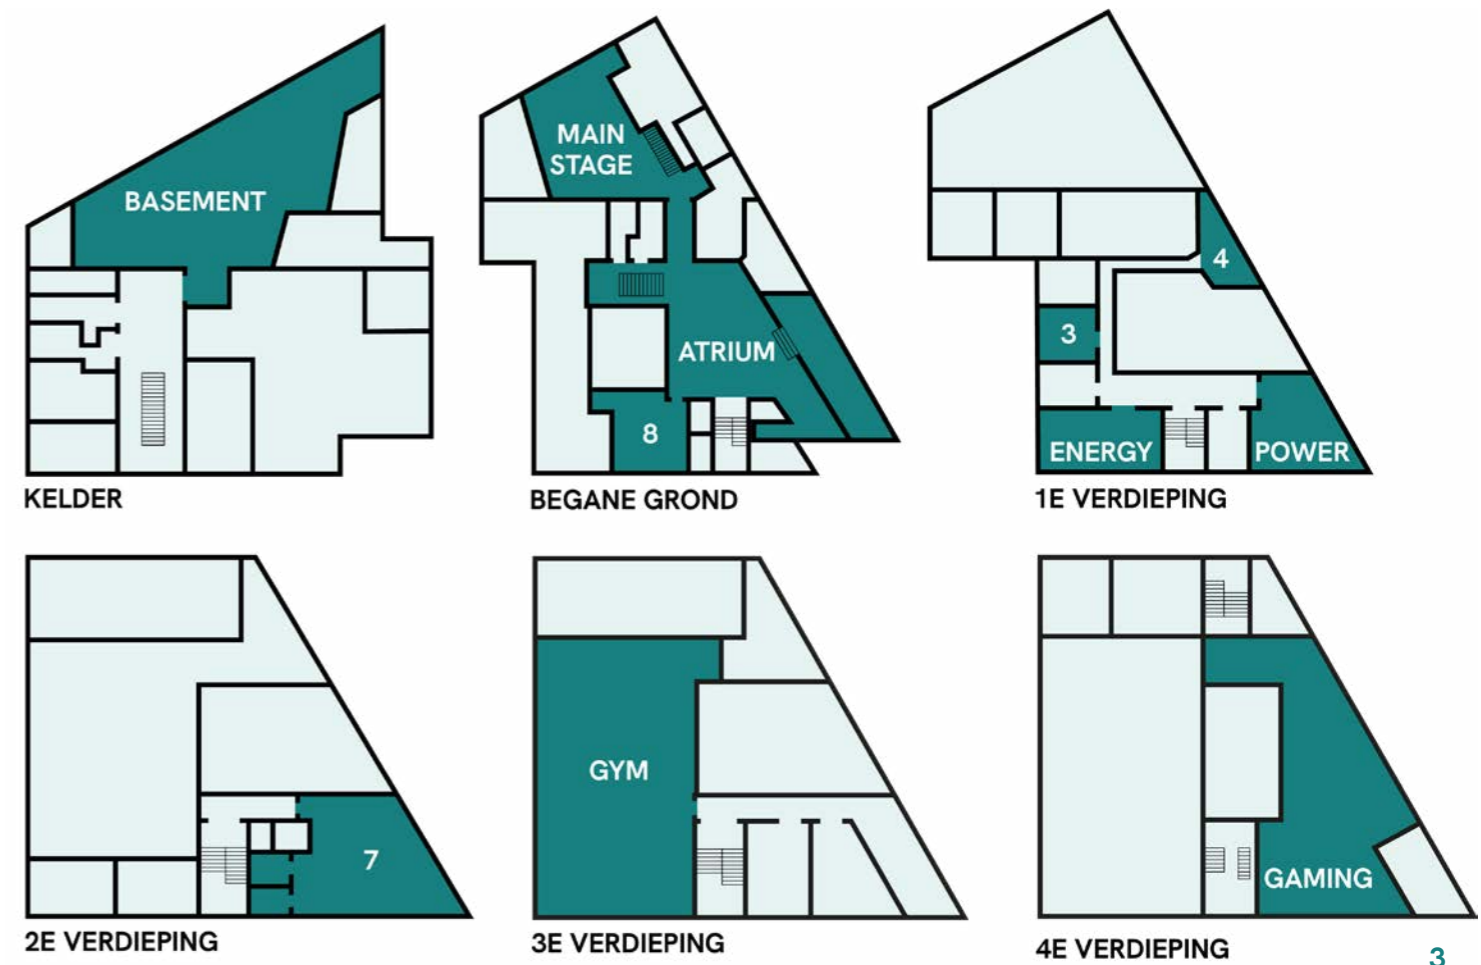 BASEMENT
KELDER
MAIN
STAGE
ATRIUM
8
BEGANE GROND
4
3
ENERGY
POWER
1E VERDIEPING
7
2E VERDIEPING
GYM
3E VERDIEPING
GAMING
4E VERDIEPING
3